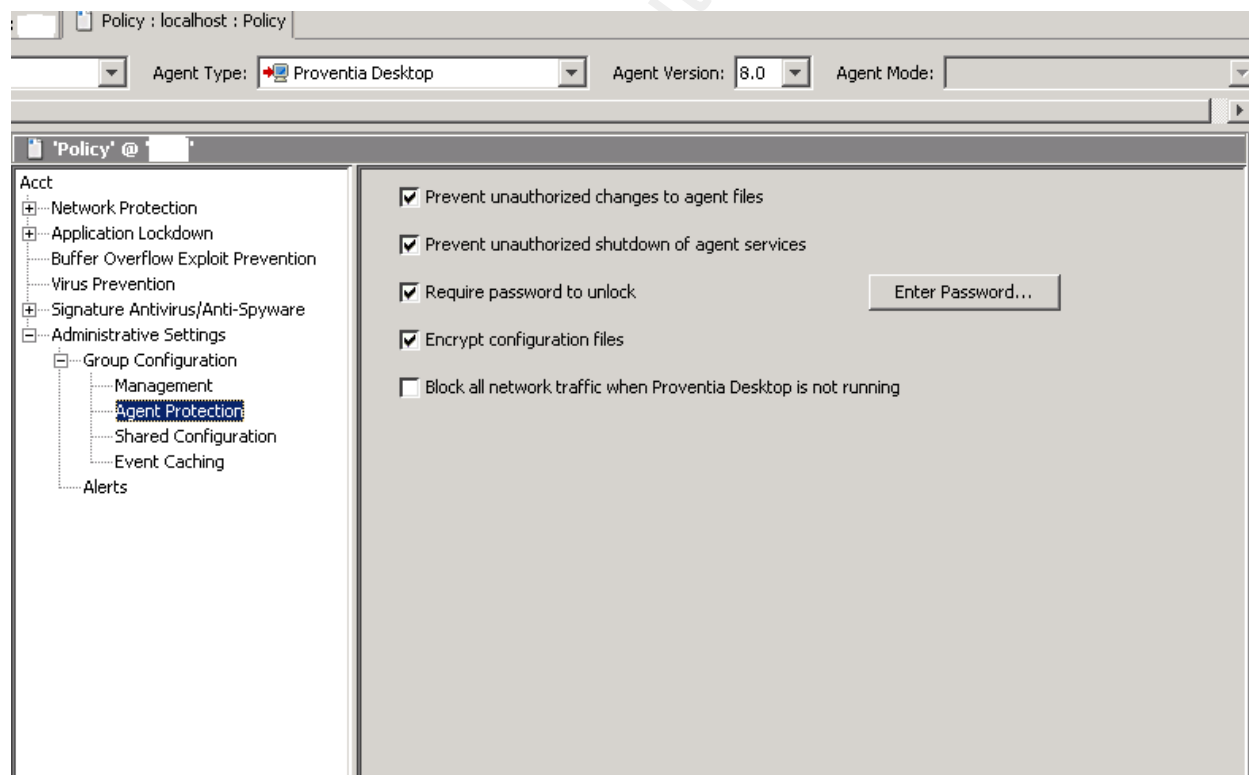 Policy : localhost : Policy
Agent Type: Proventia Desktop Agent Version: 8.0 Agent Mode:
'Policy' @ ' '
Acct
Network Protection
Application Lockdown
Buffer Overflow Exploit Prevention
Virus Prevention
Signature Antivirus/Anti-Spyware
Administrative Settings
Group Configuration
Management
Agent Protection
Shared Configuration
Event Caching
Alerts
Prevent unauthorized changes to agent files
Prevent unauthorized shutdown of agent services
Require password to unlock Enter Password...
Encrypt configuration files
Block all network traffic when Proventia Desktop is not running